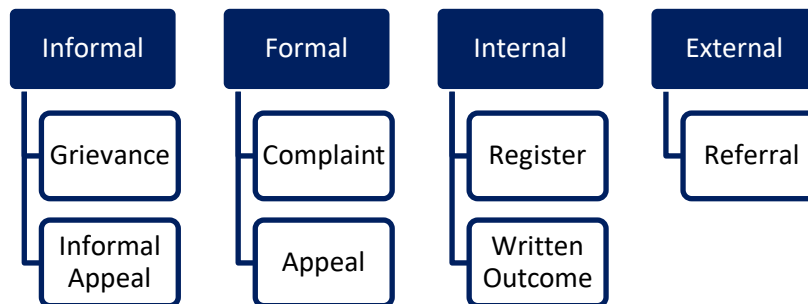 Informal
Grievance
Informal
Appeal
Formal
Complaint
Appeal
Internal
Register
Written
Outcome
External
Referral